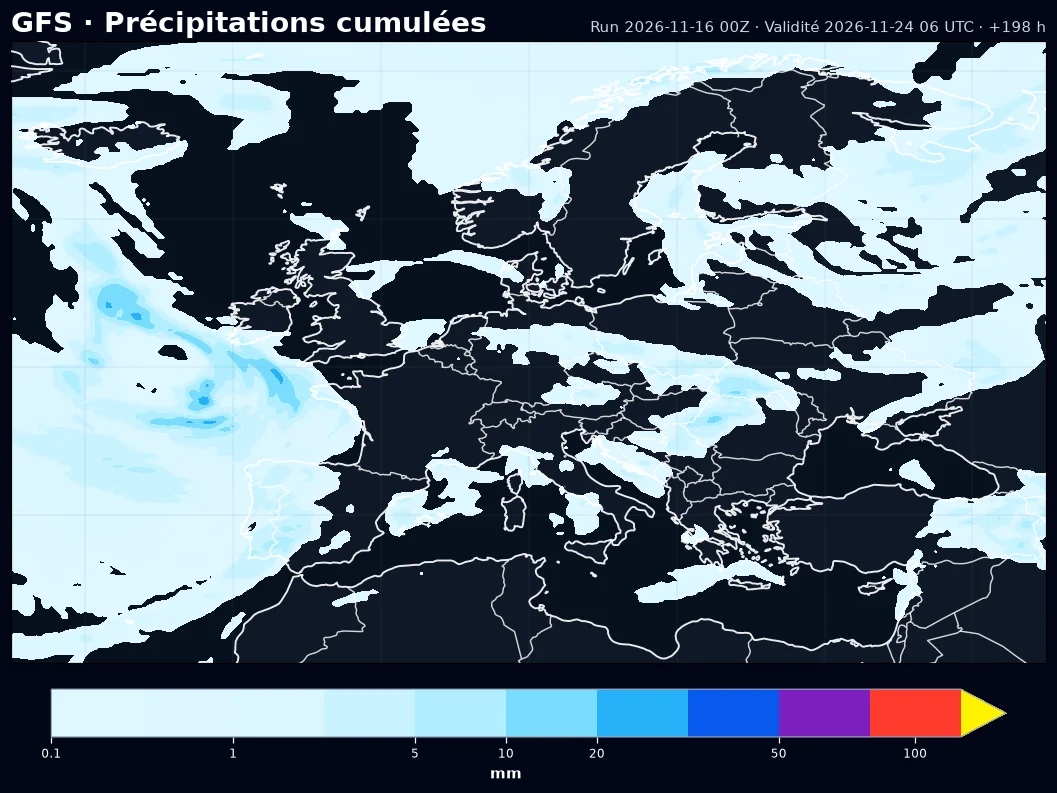 GFS · Précipitations cumulées
Run 2026-11-16 00Z · Validité 2026-11-24 06 UTC · +198 h
0.1 1 5 10 20 50 100
mm